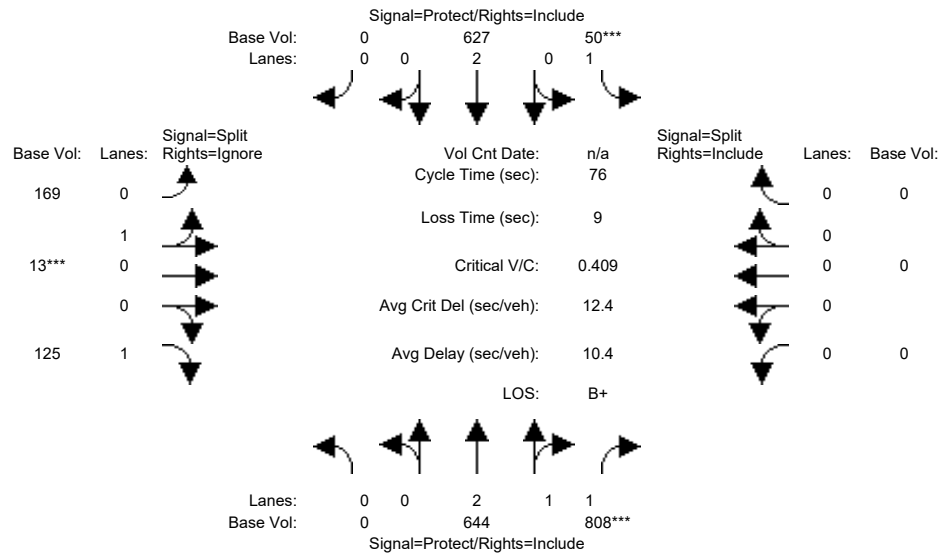 Signal=Protect/Rights=Include
Base Vol: 0 627 50***
Lanes: 0 0 2 0 1
Signal=Split Signal=Split
Base Vol: Lanes: Rights=Ignore Vol Cnt Date: n/a Rights=Include Lanes: Base Vol:
Cycle Time (sec): 76
169 0 0 0
Loss Time (sec): 9
1 0
13*** 0 Critical V/C: 0.409 0 0
0 Avg Crit Del (sec/veh): 12.4 0
125 1 Avg Delay (sec/veh): 10.4 0 0
LOS: B+
Lanes: 0 0 2 1 1
Base Vol: 0 644 808***
Signal=Protect/Rights=Include